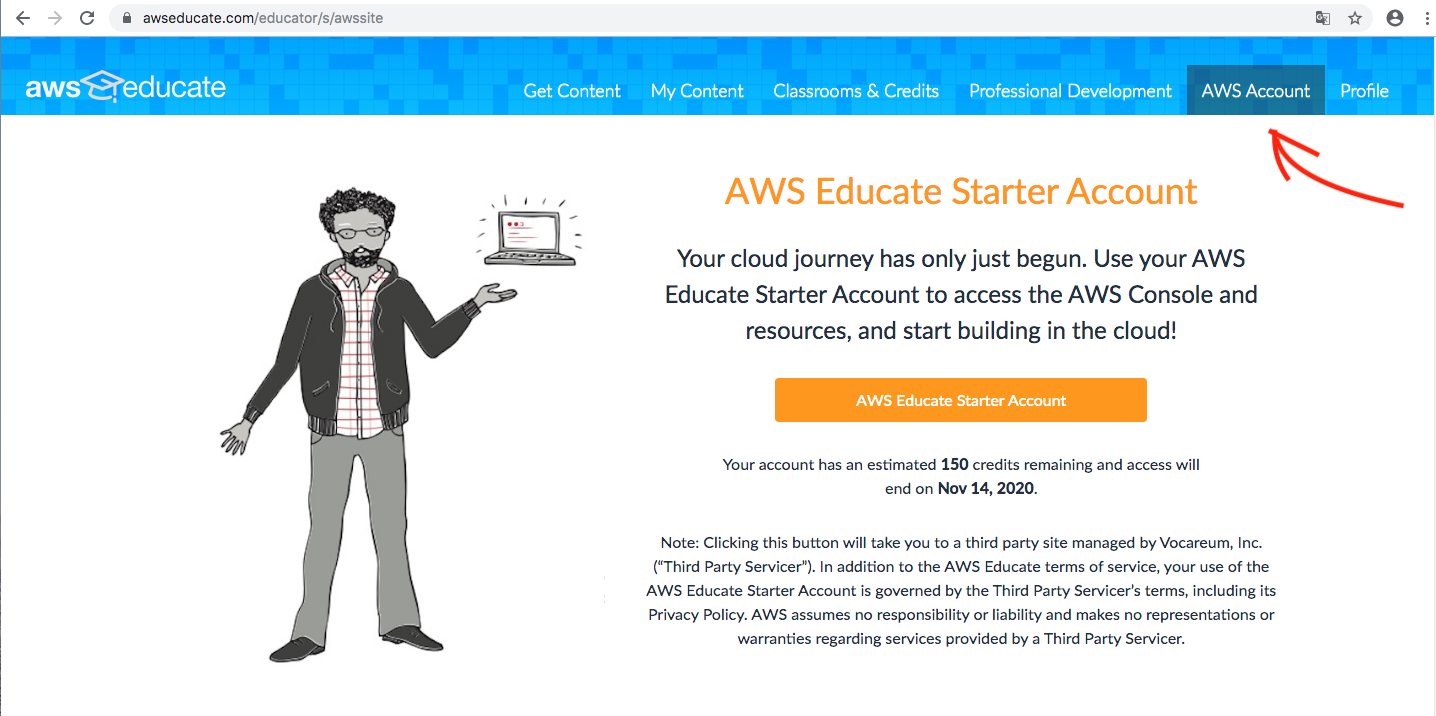 awseducate.com/educator/s/awssite
aws educate
Get Content My Content Classrooms & Credits Professional Development AWS Account Profile
AWS Educate Starter Account
Your cloud journey has only just begun. Use your AWS
Educate Starter Account to access the AWS Console and
resources, and start building in the cloud!
AWS Educate Starter Account
Your account has an estimated 150 credits remaining and access will
end on Nov 14, 2020.
Note: Clicking this button will take you to a third party site managed by Vocareum, Inc.
(“Third Party Servicer”). In addition to the AWS Educate terms of service, your use of the
AWS Educate Starter Account is governed by the Third Party Servicer’s terms, including its
Privacy Policy. AWS assumes no responsibility or liability and makes no representations or
warranties regarding services provided by a Third Party Servicer.